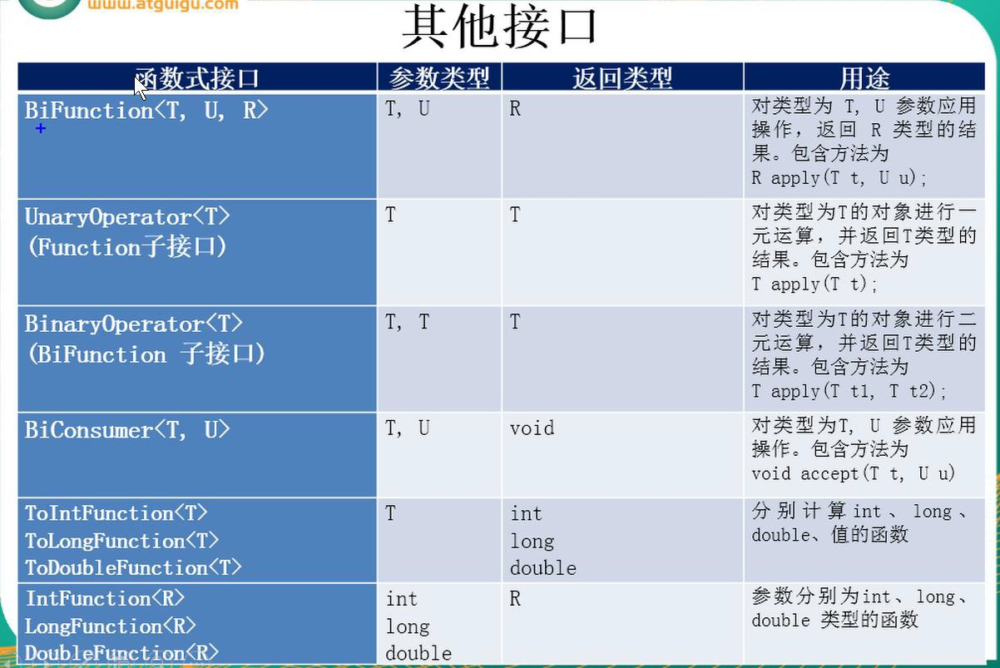 www.atguigu.com
其他接口
函数式接口 参数类型 返回类型 用途
BiFunction<T, U, R> T, U R 对类型为 T, U 参数应用
操作，返回 R 类型的结
果。包含方法为
R apply(T t, U u);
UnaryOperator<T> T T 对类型为T的对象进行一
(Function子接口) 元运算，并返回T类型的
结果。包含方法为
T apply(T t);
BinaryOperator<T> T, T T 对类型为T的对象进行二
(BiFunction 子接口) 元运算，并返回T类型的
结果。包含方法为
T apply(T t1, T t2);
BiConsumer<T, U> T, U void 对类型为T, U 参数应用
操作。包含方法为
void accept(T t, U u)
ToIntFunction<T> T int 分别计算int、long、
ToLongFunction<T> long double、值的函数
ToDoubleFunction<T> double
IntFunction<R> int R 参数分别为int、long、
LongFunction<R> long double 类型的函数
DoubleFunction<R> double